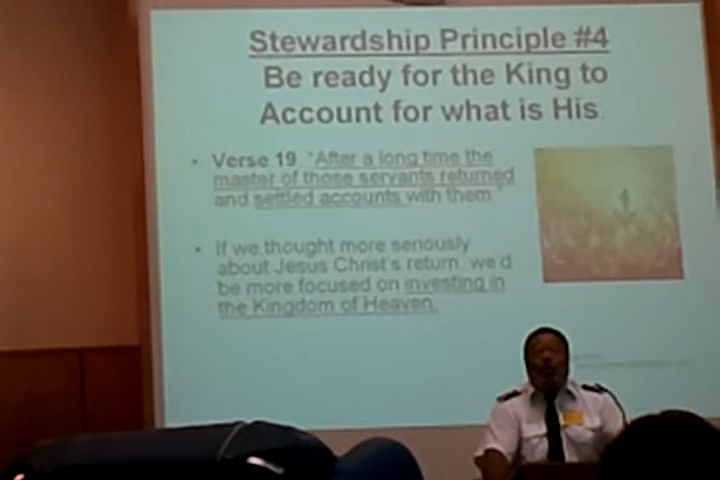 Stewardship Principle #4
Be ready for the King to
Account for what is His.
• Verse 19. "After a long time the
master of those servants returned
and settled accounts with them."
• If we thought more seriously
about Jesus Christ's return, we'd
be more focused on investing in
the Kingdom of Heaven.